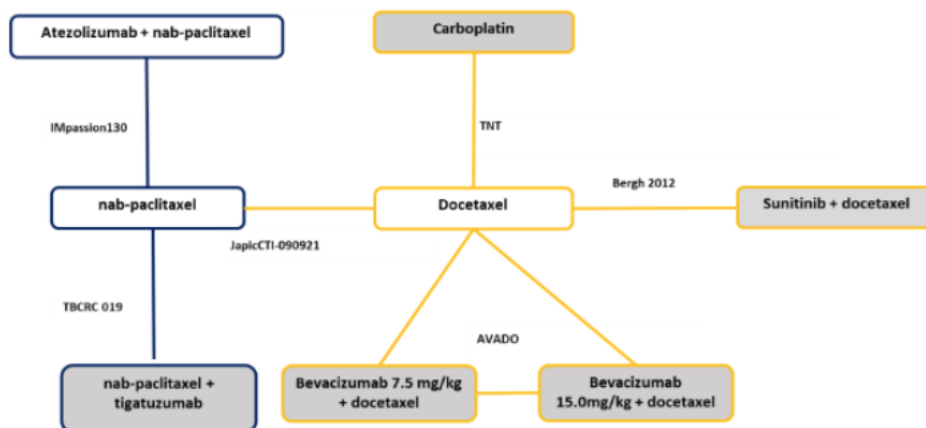 Atezolizumab + nab-paclitaxel
Carboplatin
IMpassion130
TNT
Bergh 2012
nab-paclitaxel
Docetaxel
Sunitinib + docetaxel
JapicCTI-090921
TBCRC 019
AVADO
nab-paclitaxel +
tigatuzumab
Bevacizumab 7.5 mg/kg
+ docetaxel
Bevacizumab
15.0mg/kg + docetaxel